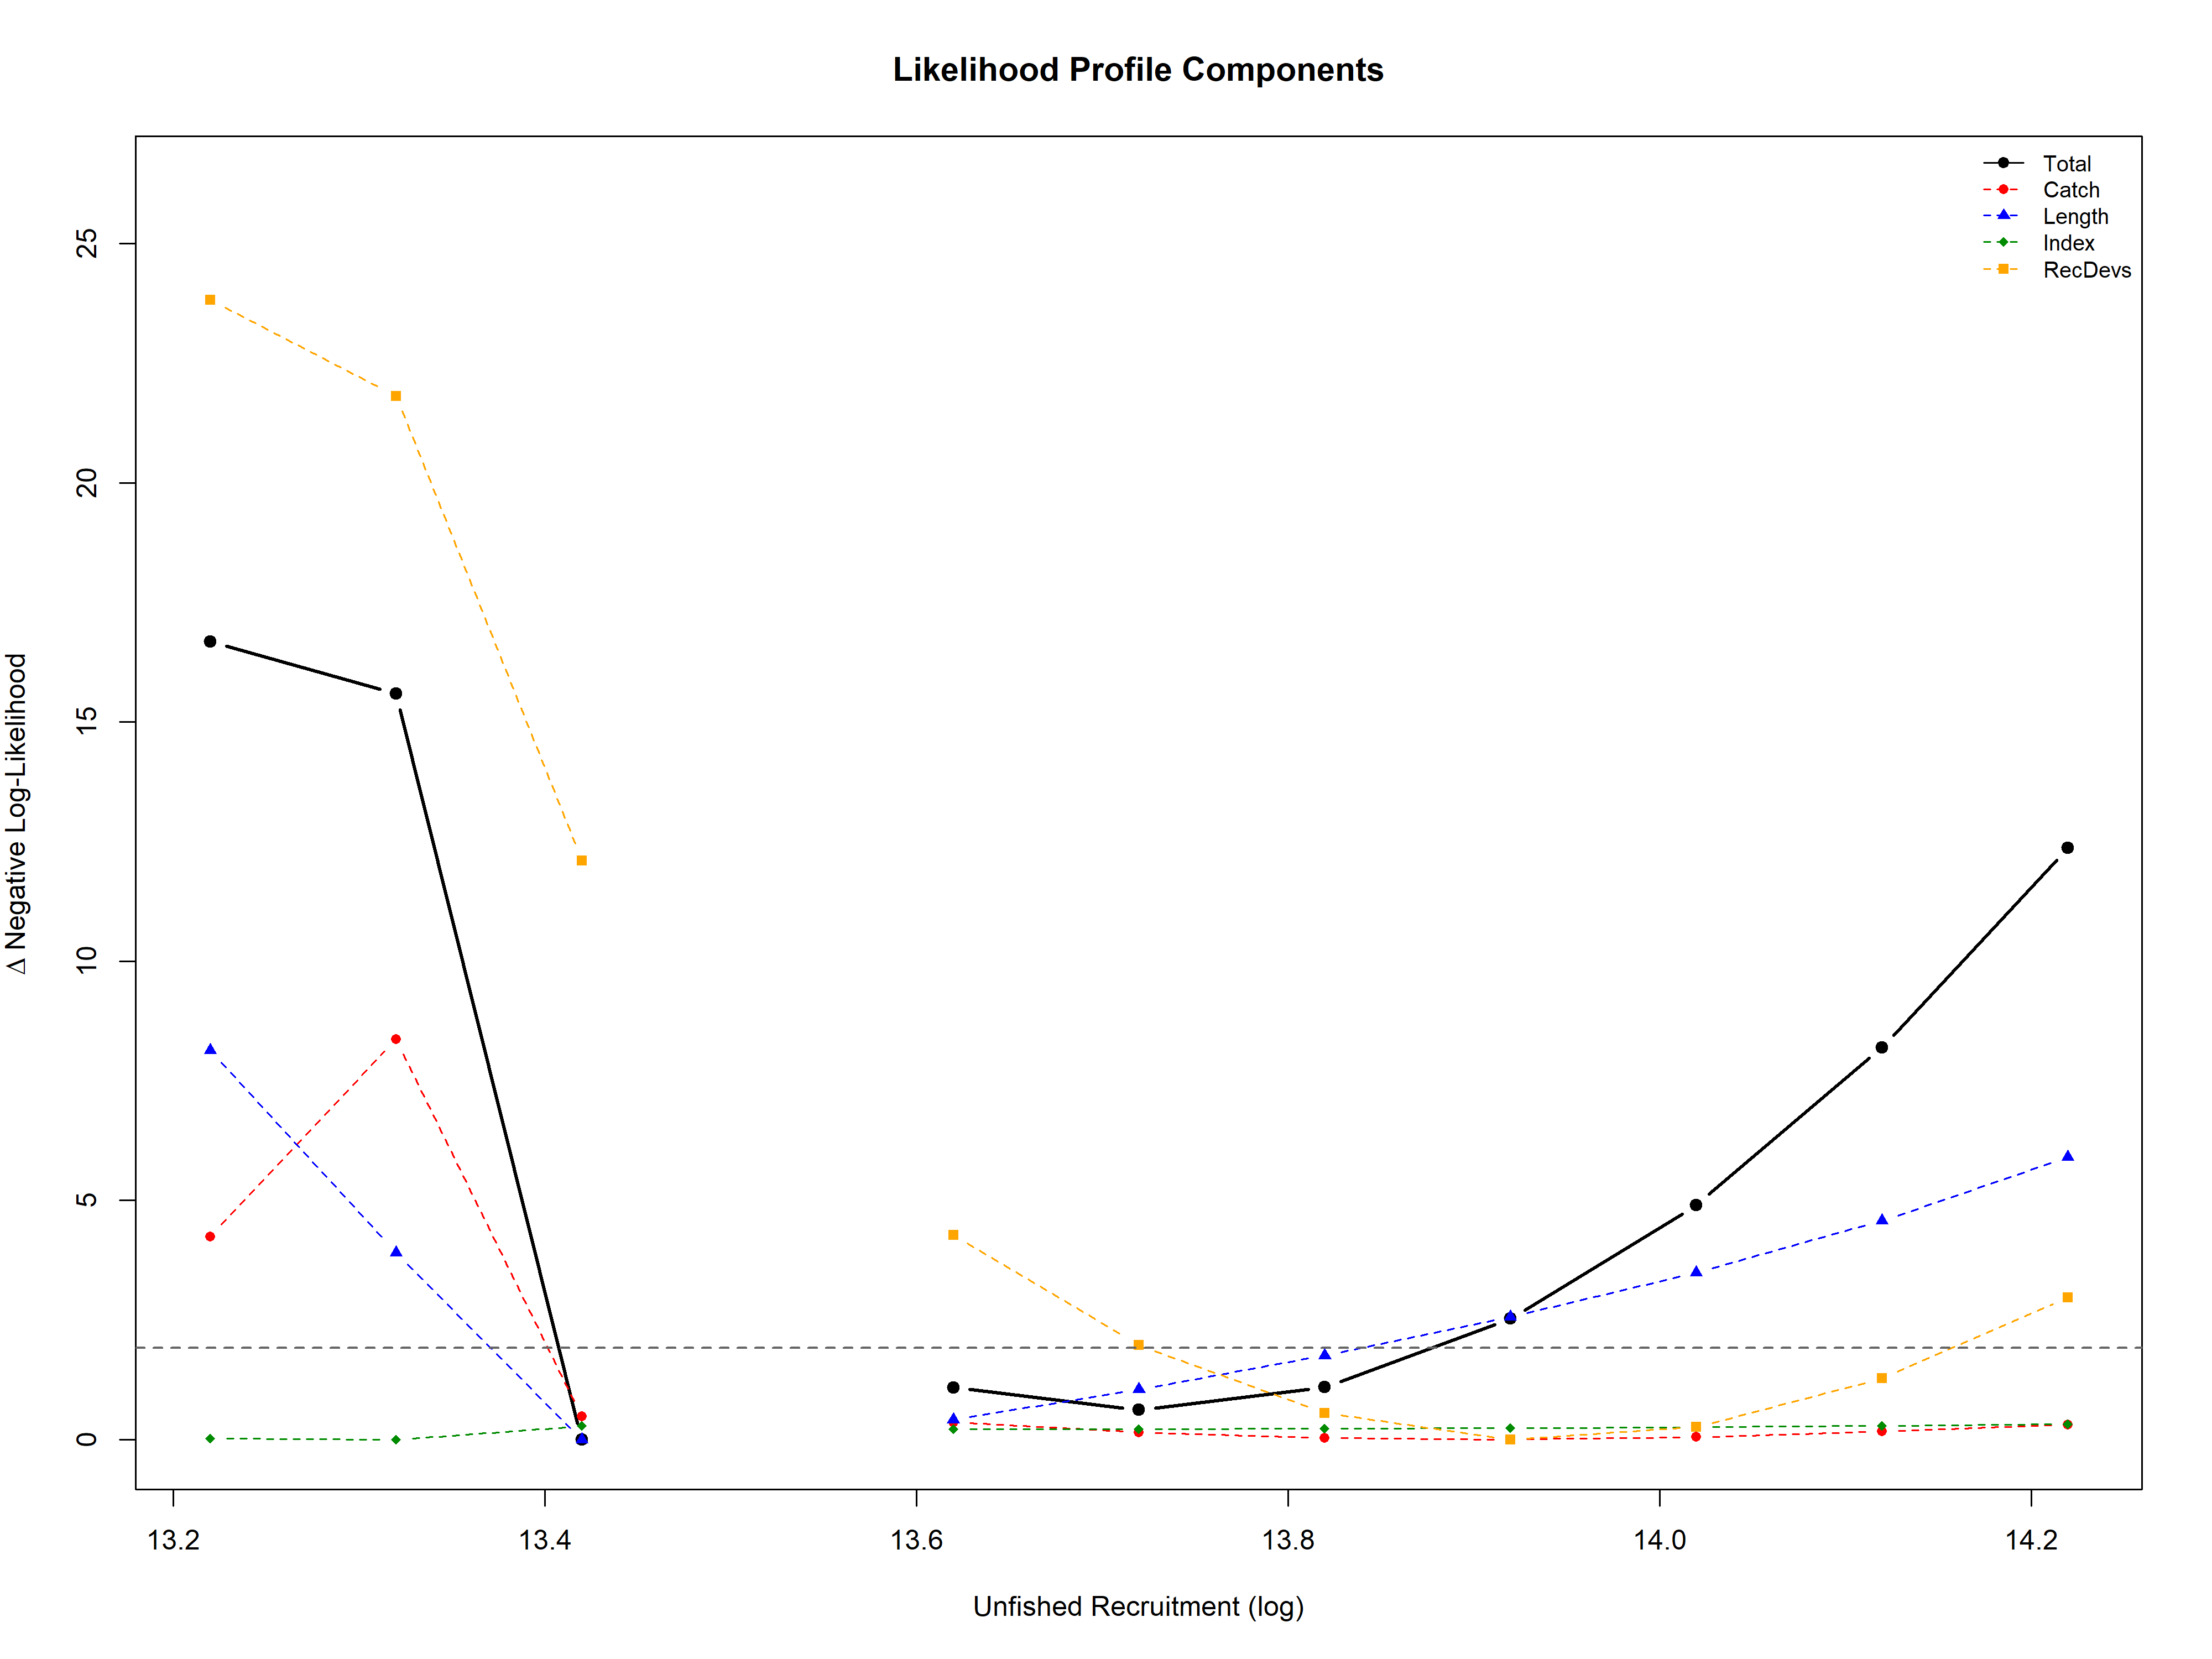 Likelihood Profile Components
Total
Catch
Length
Index
RecDevs
25
20
15
10
5
0
Δ Negative Log-Likelihood
13.2 13.4 13.6 13.8 14.0 14.2
Unfished Recruitment (log)